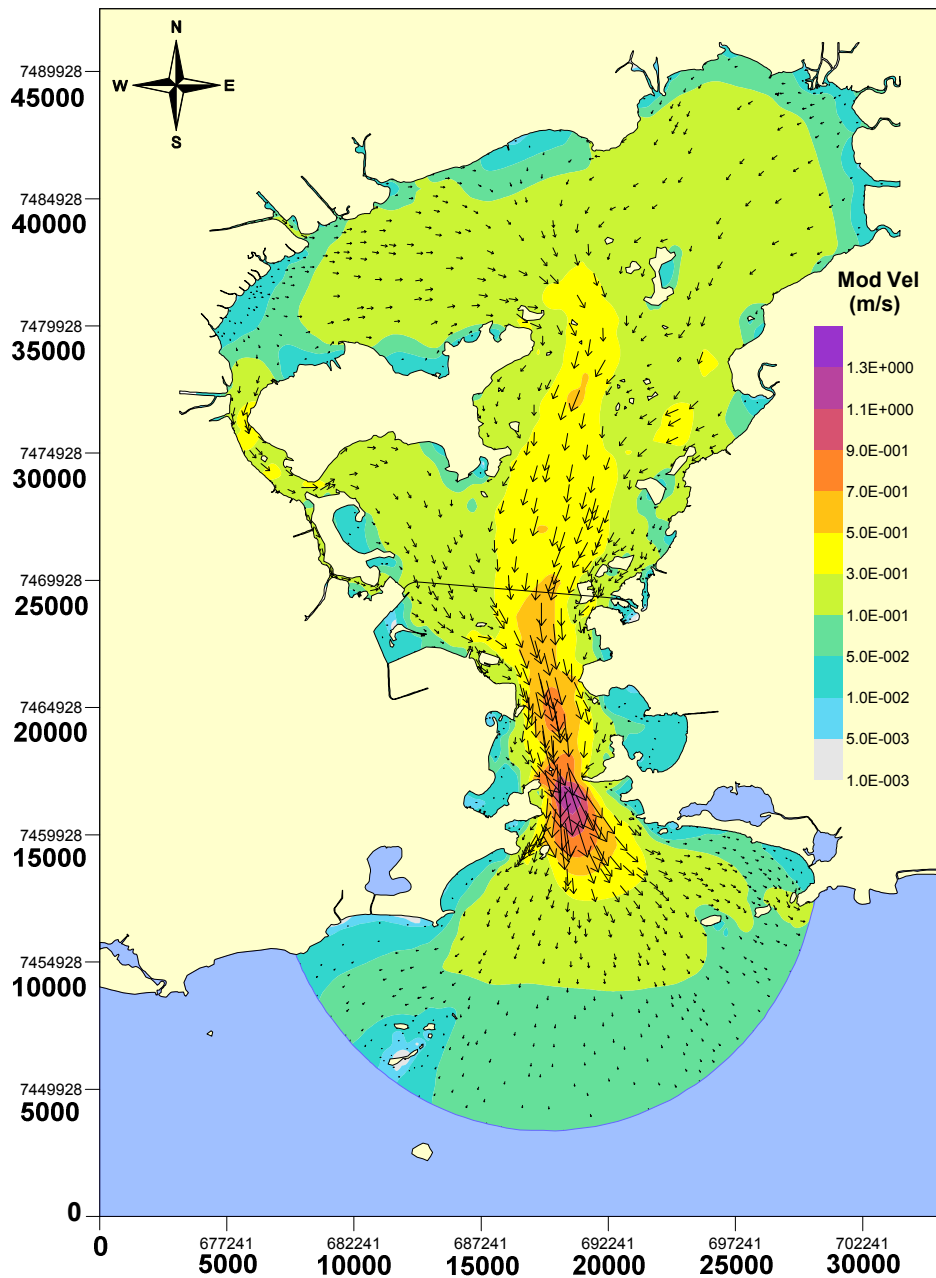 N
W E
S
7489928
45000
7484928
40000
7479928
35000
7474928
30000
7469928
25000
7464928
20000
7459928
15000
7454928
10000
7449928
5000
0
Mod Vel
(m/s)
1.3E+000
1.1E+000
9.0E-001
7.0E-001
5.0E-001
3.0E-001
1.0E-001
5.0E-002
1.0E-002
5.0E-003
1.0E-003
677241 682241 687241 692241 697241 702241
0 5000 10000 15000 20000 25000 30000